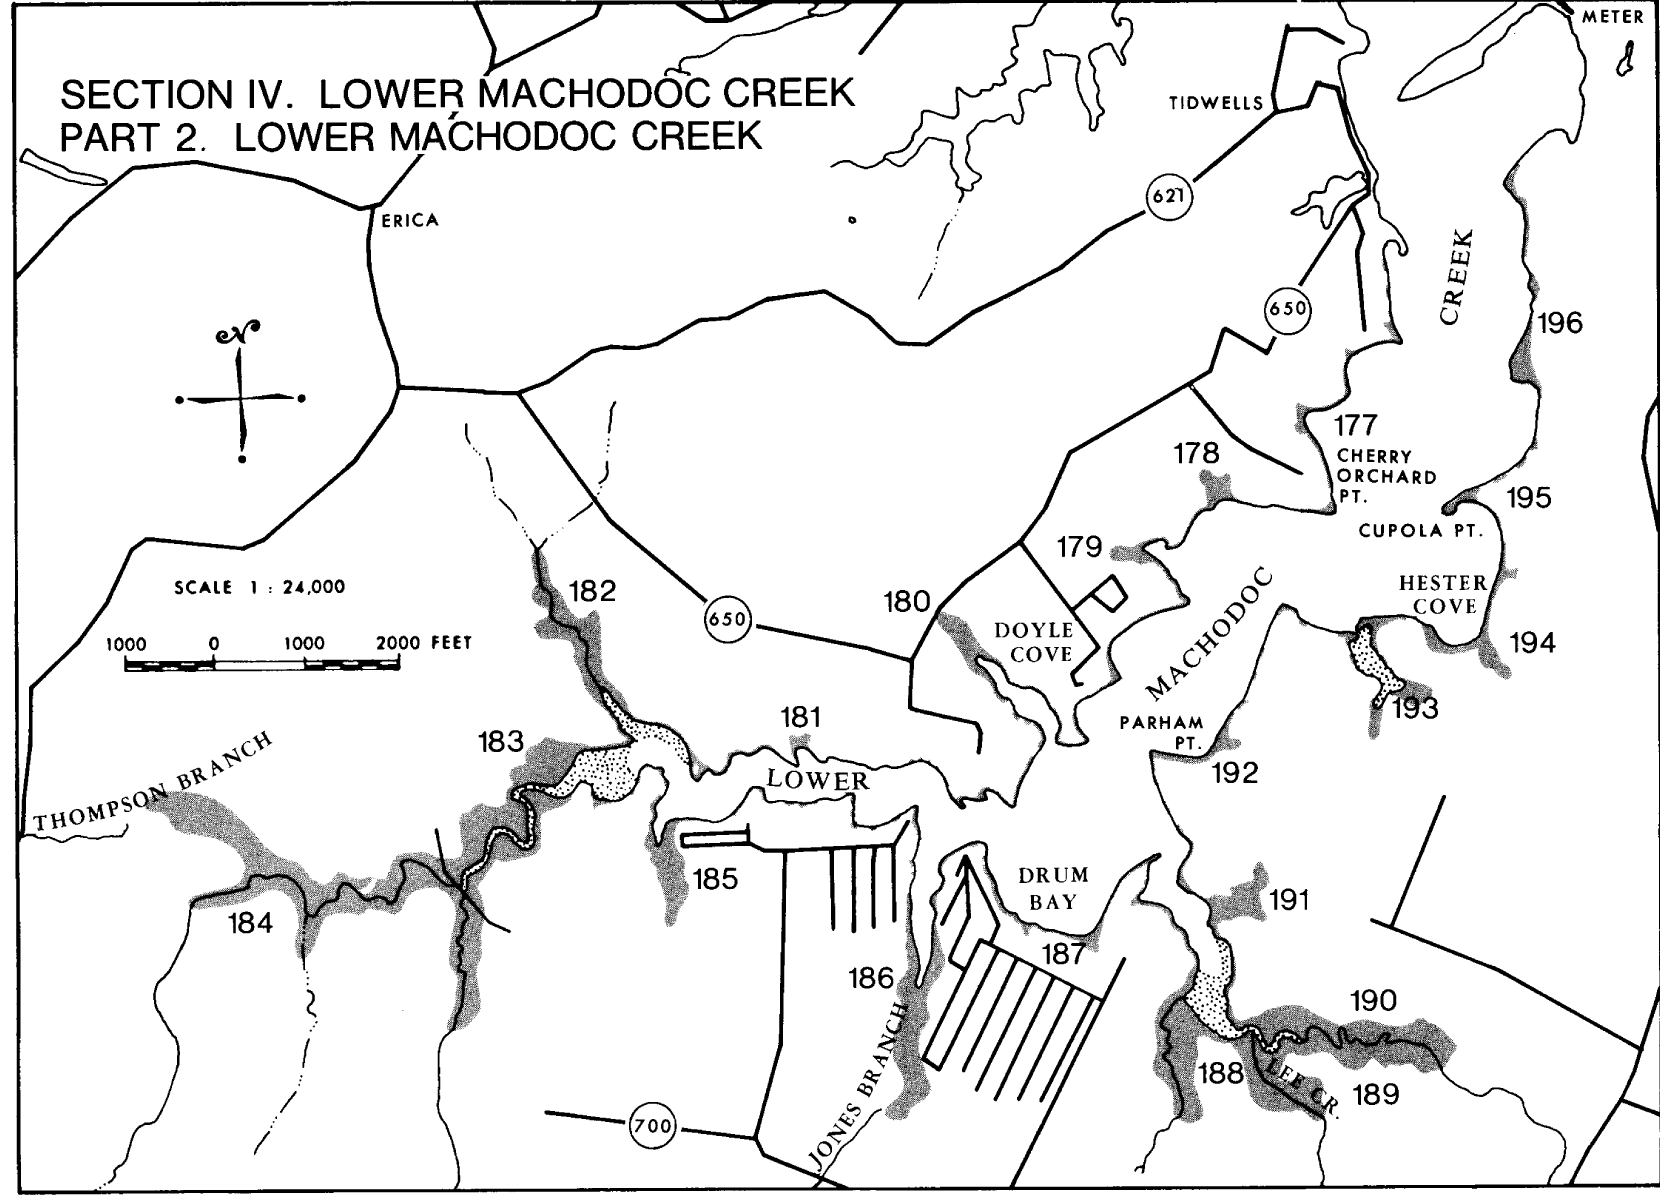 METER
SECTION IV. LOWER MACHODOC CREEK
PART 2. LOWER MACHODOC CREEK
TIDWELLS
ERICA
621
CREEK
650
196
N
177
178
CHERRY
ORCHARD
PT.
195
CUPOLA PT.
179
SCALE 1 : 24,000
182
HESTER
COVE
180
650
DOYLE
COVE
MACHODOC
1000 0 1000 2000 FEET
194
193
181
PARHAM
PT.
183
192
THOMPSON BRANCH
LOWER
185
DRUM
BAY
191
184
187
186
190
JONES BRANCH
188
LEE CR.
189
700